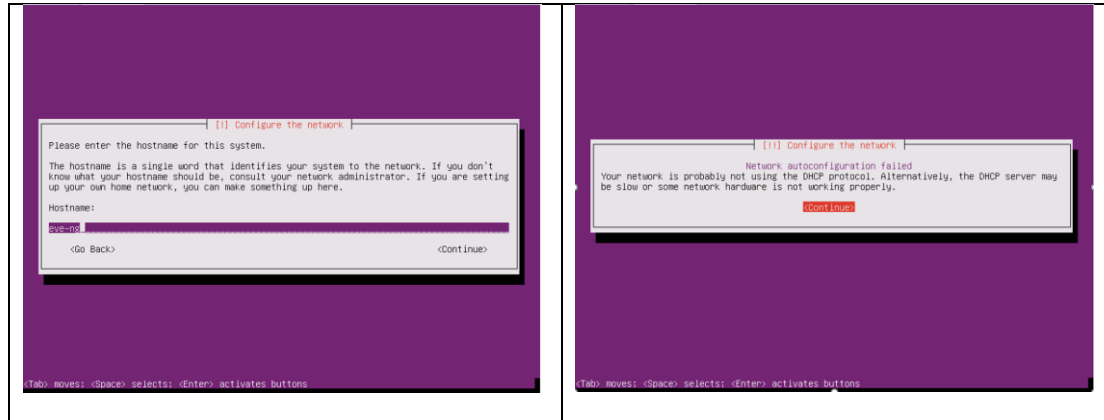 [!] Configure the network
Please enter the hostname for this system.
The hostname is a single word that identifies your system to the network. If you don't
know what your hostname should be, consult your network administrator. If you are setting
up your own home network, you can make something up here.
Hostname:
eve-ng
<Go Back> <Continue>
<Tab> moves; <Space> selects; <Enter> activates buttons
[!!] Configure the network
Network autoconfiguration failed
Your network is probably not using the DHCP protocol. Alternatively, the DHCP server may
be slow or some network hardware is not working properly.
<Continue>
<Tab> moves; <Space> selects; <Enter> activates buttons